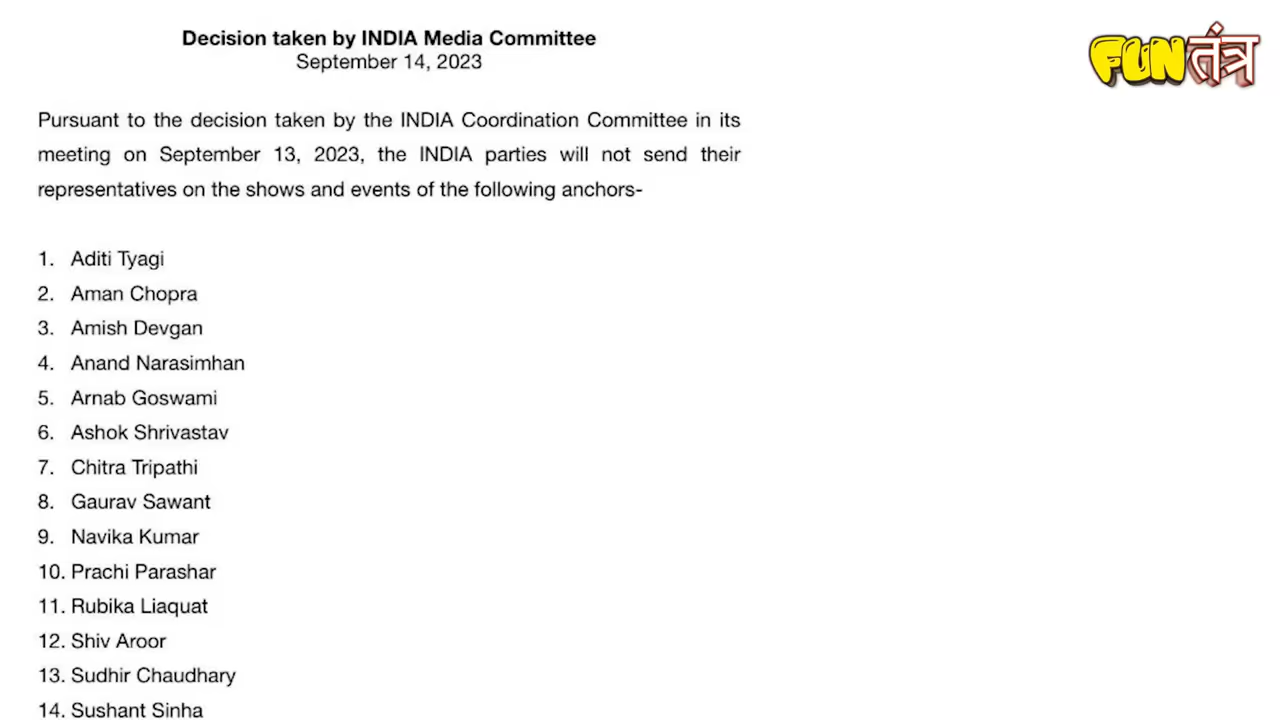 Decision taken by INDIA Media Committee
September 14, 2023
FUNतंत्र
Pursuant to the decision taken by the INDIA Coordination Committee in its
meeting on September 13, 2023, the INDIA parties will not send their
representatives on the shows and events of the following anchors-
1. Aditi Tyagi
2. Aman Chopra
3. Amish Devgan
4. Anand Narasimhan
5. Arnab Goswami
6. Ashok Shrivastav
7. Chitra Tripathi
8. Gaurav Sawant
9. Navika Kumar
10. Prachi Parashar
11. Rubika Liaquat
12. Shiv Aroor
13. Sudhir Chaudhary
14. Sushant Sinha